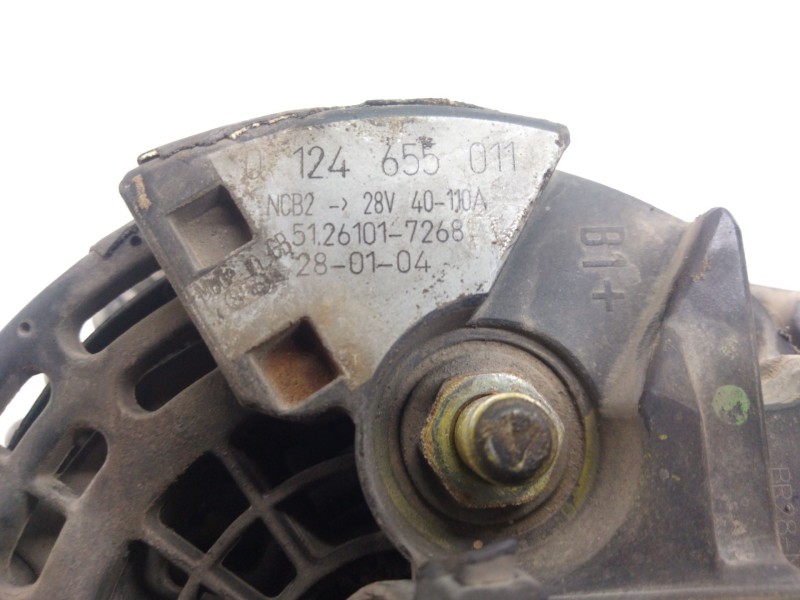 0 124 655 011
NCB2 -> 28V 40-110A
51.26101-7268
28-01-04
B1+